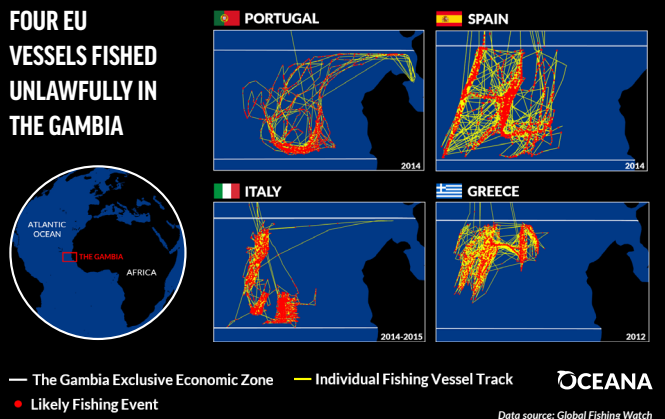 FOUR EU
VESSELS FISHED
UNLAWFULLY IN
THE GAMBIA
PORTUGAL
2014
SPAIN
2014
ATLANTIC
OCEAN
THE GAMBIA
AFRICA
ITALY
2014-2015
GREECE
2012
The Gambia Exclusive Economic Zone
Individual Fishing Vessel Track
Likely Fishing Event
OCEANA
Data source: Global Fishing Watch